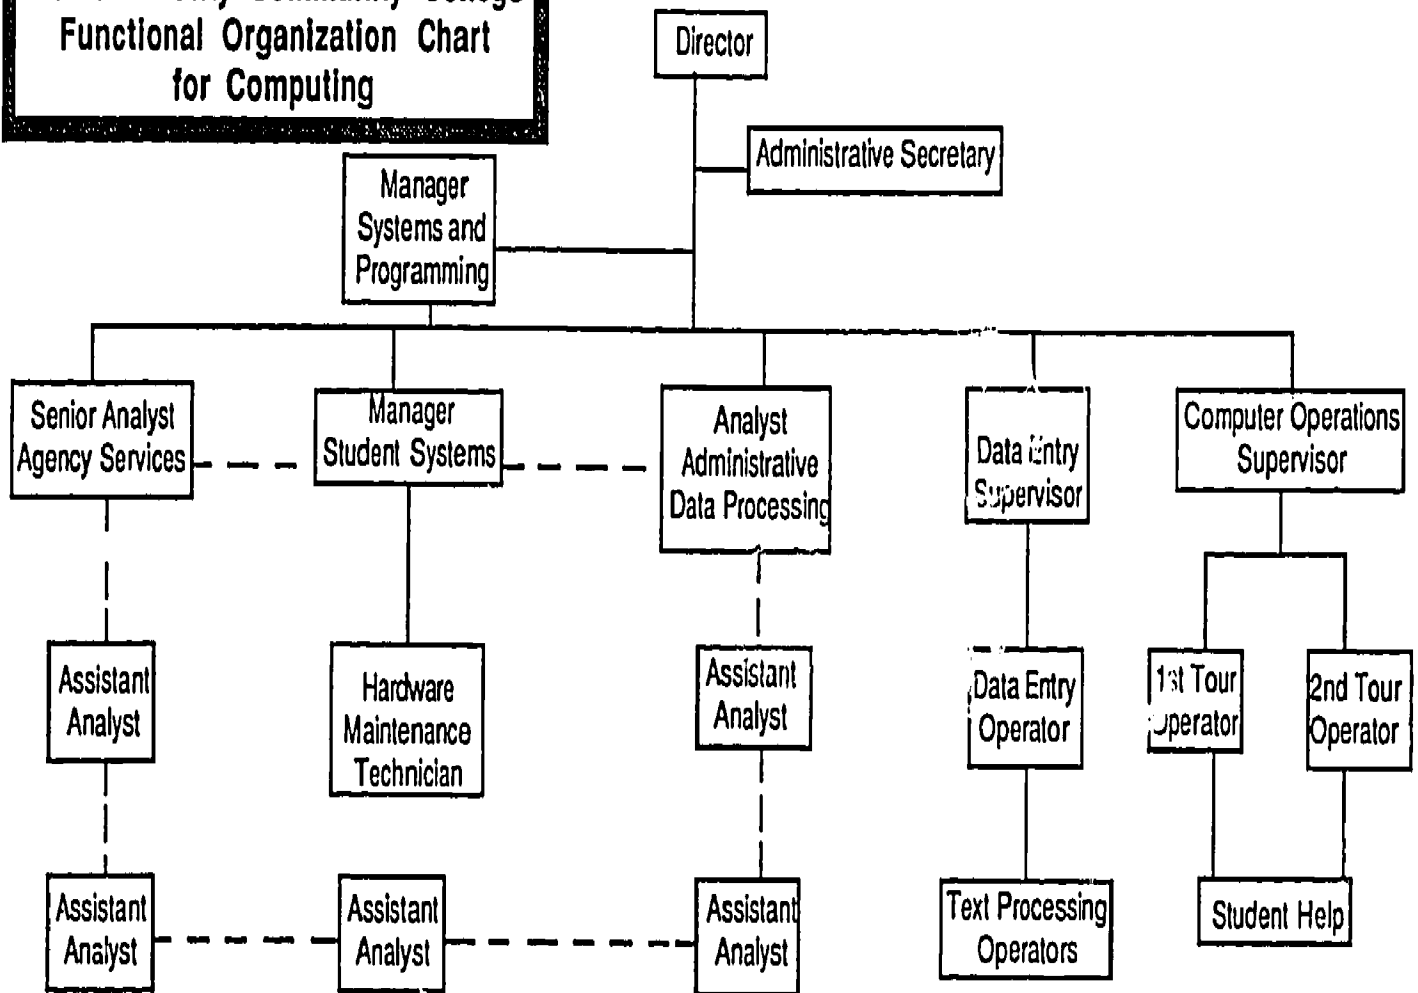 Community College
Functional Organization Chart
for Computing
Director
Administrative Secretary
Manager
Systems and
Programming
Senior Analyst
Agency Services
Manager
Student Systems
Analyst
Administrative
Data Processing
Data Entry
Supervisor
Computer Operations
Supervisor
Assistant
Analyst
Hardware
Maintenance
Technician
Assistant
Analyst
Data Entry
Operator
1st Tour
Operator
2nd Tour
Operator
Assistant
Analyst
Assistant
Analyst
Assistant
Analyst
Text Processing
Operators
Student Help